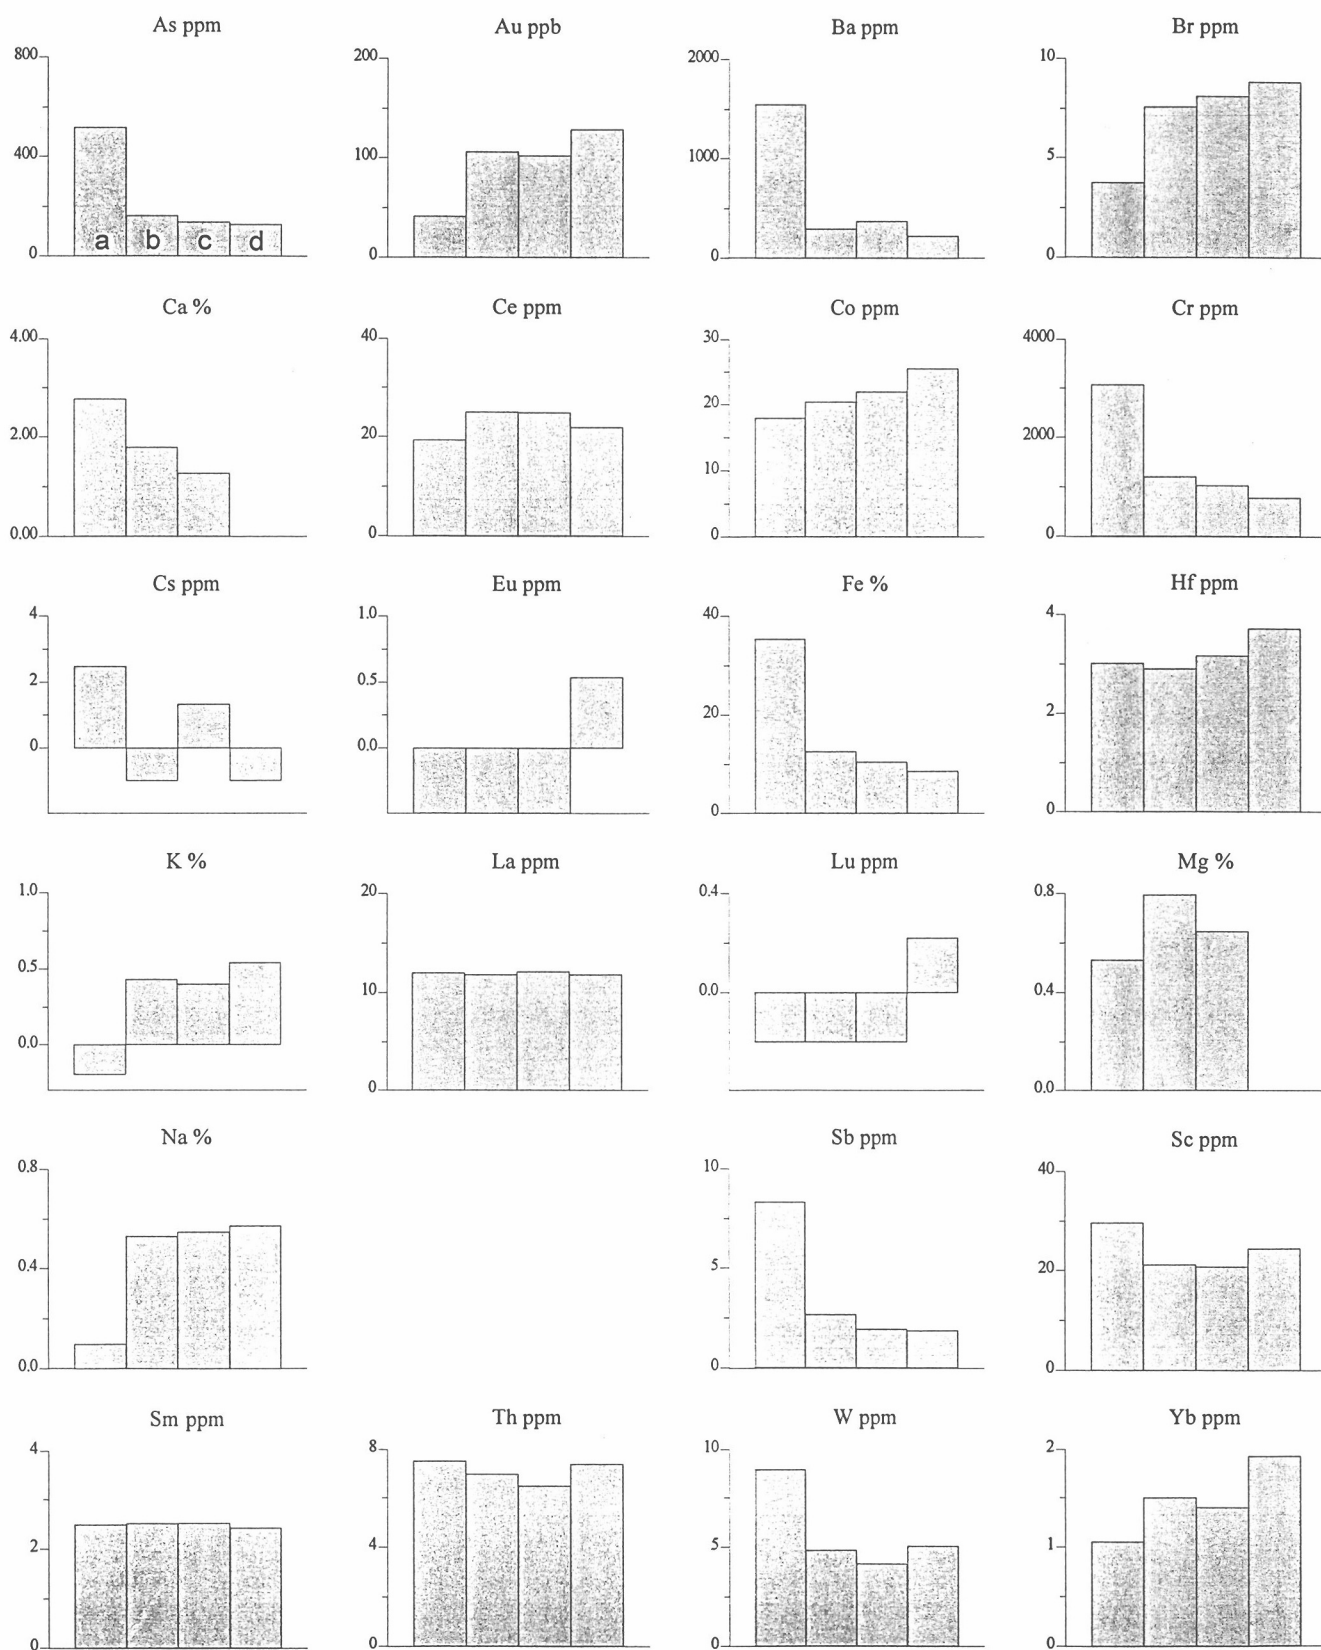 As ppm Au ppb Ba ppm Br ppm
800 200 2000 10
400 100 1000 5
0 0 0 0
a b c d
Ca % Ce ppm Co ppm Cr ppm
4.00 40 30 4000
2.00 20 20 2000
10
0.00 0 0 0
Cs ppm Eu ppm Fe % Hf ppm
4 1.0 40 4
2 0.5 20 2
0 0.0 0 0
K % La ppm Lu ppm Mg %
1.0 20 0.4 0.8
0.5 10 0.0 0.4
0.0 0 0.0
Na % Sb ppm Sc ppm
0.8 10 40
0.4 5 20
0.0 0 0
Sm ppm Th ppm W ppm Yb ppm
4 8 10 2
2 4 5 1
0 0 0 0